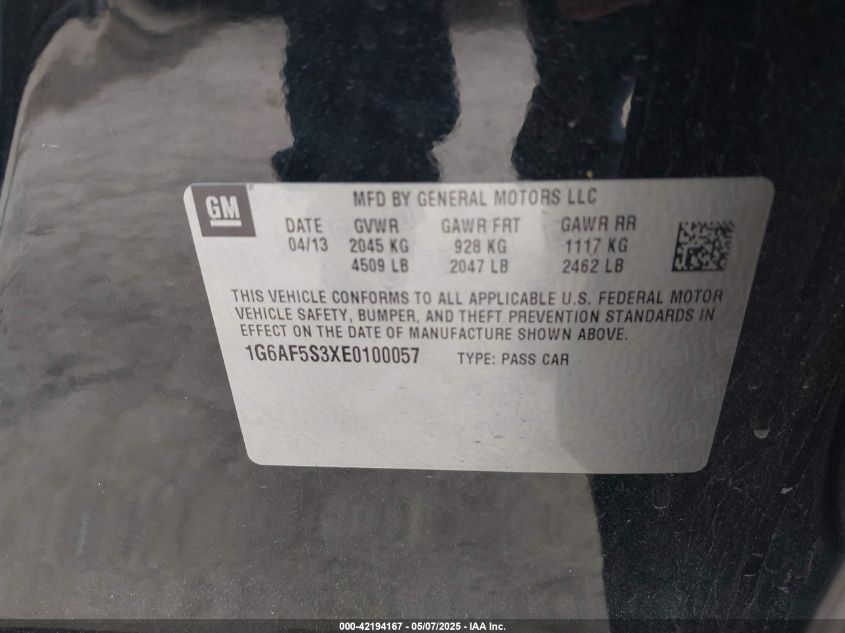 GM
MFD BY GENERAL MOTORS LLC
DATE GVWR GAWR FRT GAWR RR
04/13 2045 KG 928 KG 1117 KG
4509 LB 2047 LB 2462 LB
THIS VEHICLE CONFORMS TO ALL APPLICABLE U.S. FEDERAL MOTOR
VEHICLE SAFETY, BUMPER, AND THEFT PREVENTION STANDARDS IN
EFFECT ON THE DATE OF MANUFACTURE SHOWN ABOVE.
1G6AF5S3XE0100057 TYPE: PASS CAR
000-42194167 - 05/07/2025 - IAA Inc.